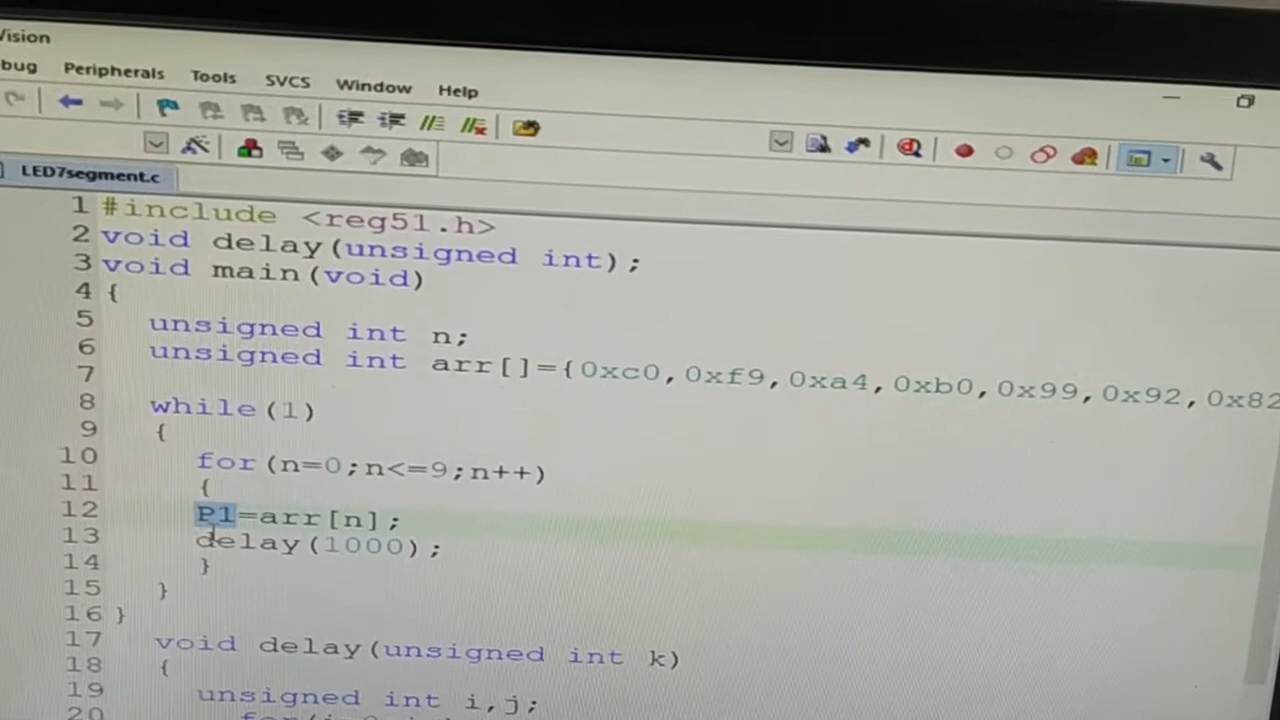 Vision
bug Peripherals Tools SVCS Window Help
LED7segment.c
1 #include <reg51.h>
2 void delay(unsigned int);
3 void main(void)
4 {
5 unsigned int n;
6 unsigned int arr[]={0xc0,0xf9,0xa4,0xb0,0x99,0x92,0x82
7
8 while(1)
9 {
10 for(n=0;n<=9;n++)
11 {
12 P1=arr[n];
13 delay(1000);
14 }
15 }
16 }
17 void delay(unsigned int k)
18 {
19 unsigned int i,j;
20